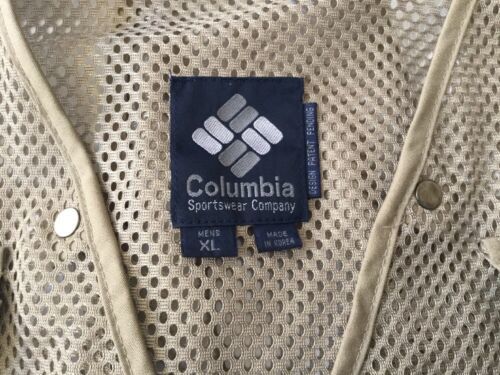 Columbia
Sportswear Company
DESIGN PATENT PENDING
MENS
XL
MADE
IN KOREA